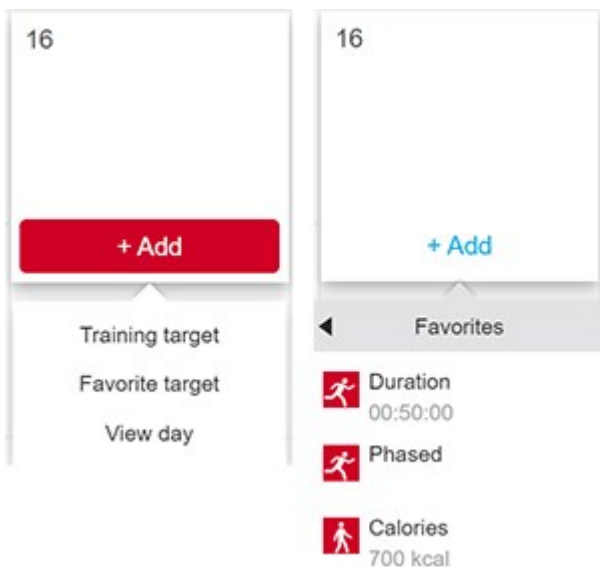 16
+ Add
Training target
Favorite target
View day
16
+ Add
Favorites
Duration
00:50:00
Phased
Calories
700 kcal